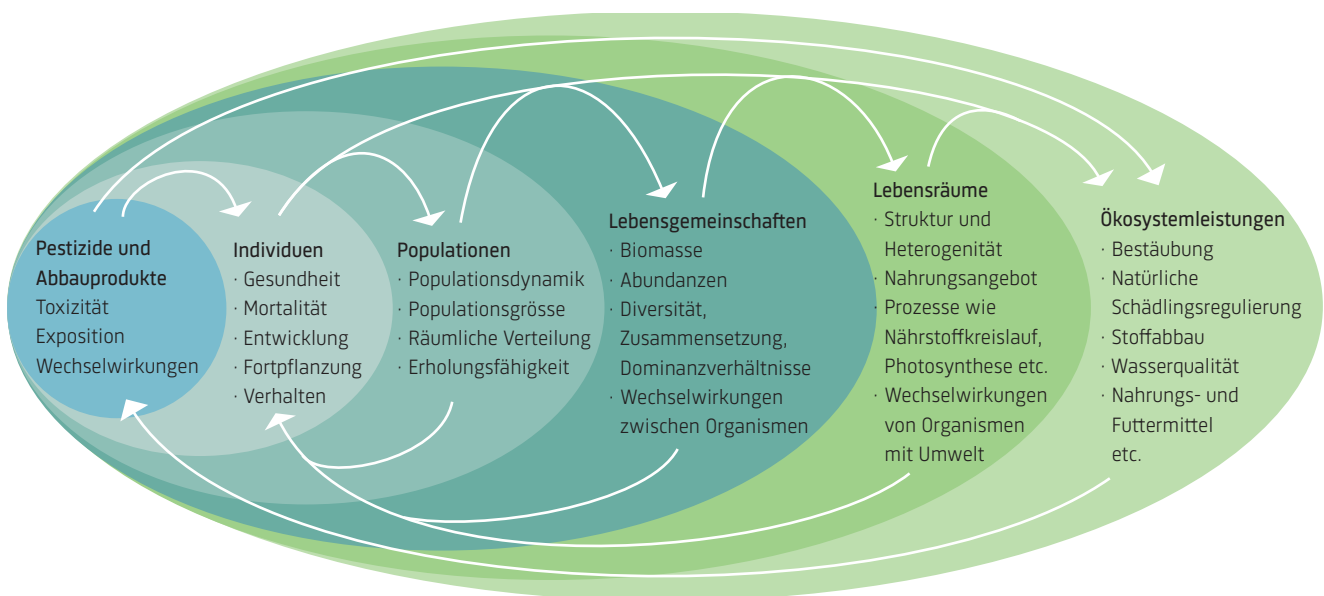 Pestizide und
Abbauprodukte
Toxizität
Exposition
Wechselwirkungen
Individuen
· Gesundheit
· Mortalität
· Entwicklung
· Fortpflanzung
· Verhalten
Populationen
· Populationsdynamik
· Populationsgrösse
· Räumliche Verteilung
· Erholungsfähigkeit
Lebensgemeinschaften
· Biomasse
· Abundanzen
· Diversität,
Zusammensetzung,
Dominanzverhältnisse
· Wechselwirkungen
zwischen Organismen
Lebensräume
· Struktur und
Heterogenität
· Nahrungsangebot
· Prozesse wie
Nährstoffkreislauf,
Photosynthese etc.
· Wechselwirkungen
von Organismen
mit Umwelt
Ökosystemleistungen
· Bestäubung
· Natürliche
Schädlingsregulierung
· Stoffabbau
· Wasserqualität
· Nahrungs- und
Futtermittel
etc.